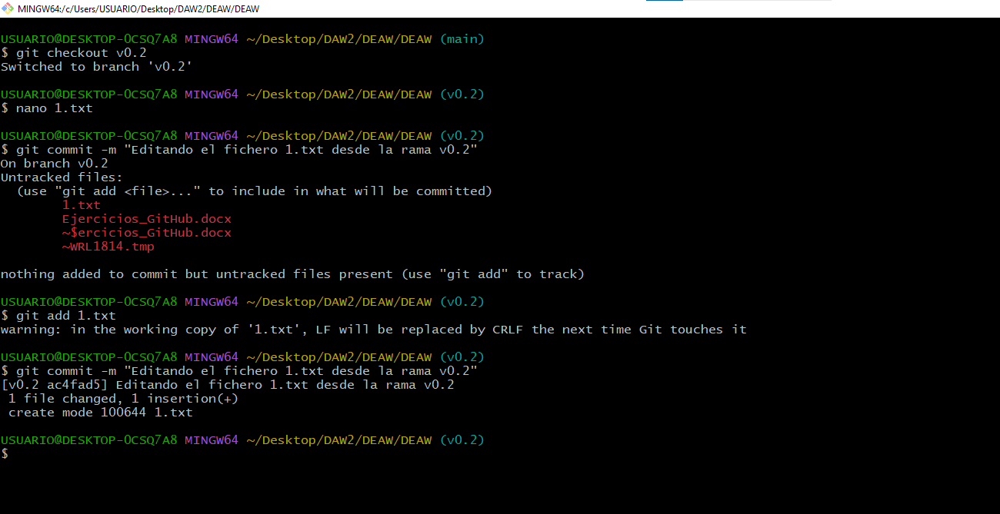 MINGW64:/c/Users/USUARIO/Desktop/DAW2/DEAW/DEAW
USUARIO@DESKTOP-0CSQ7A8 MINGW64 ~/Desktop/DAW2/DEAW/DEAW (main)
$ git checkout v0.2
Switched to branch 'v0.2'
USUARIO@DESKTOP-0CSQ7A8 MINGW64 ~/Desktop/DAW2/DEAW/DEAW (v0.2)
$ nano 1.txt
USUARIO@DESKTOP-0CSQ7A8 MINGW64 ~/Desktop/DAW2/DEAW/DEAW (v0.2)
$ git commit -m "Editando el fichero 1.txt desde la rama v0.2"
On branch v0.2
Untracked files:
  (use "git add <file>..." to include in what will be committed)
        1.txt
        Ejercicios_GitHub.docx
        ~$ercicios_GitHub.docx
        ~WRL1814.tmp
nothing added to commit but untracked files present (use "git add" to track)
USUARIO@DESKTOP-0CSQ7A8 MINGW64 ~/Desktop/DAW2/DEAW/DEAW (v0.2)
$ git add 1.txt
warning: in the working copy of '1.txt', LF will be replaced by CRLF the next time Git touches it
USUARIO@DESKTOP-0CSQ7A8 MINGW64 ~/Desktop/DAW2/DEAW/DEAW (v0.2)
$ git commit -m "Editando el fichero 1.txt desde la rama v0.2"
[v0.2 ac4fad5] Editando el fichero 1.txt desde la rama v0.2
 1 file changed, 1 insertion(+)
 create mode 100644 1.txt
USUARIO@DESKTOP-0CSQ7A8 MINGW64 ~/Desktop/DAW2/DEAW/DEAW (v0.2)
$